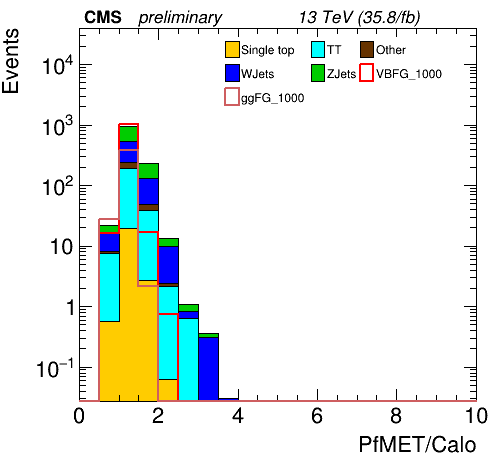 CMS preliminary 13 TeV (35.8/fb)
Events
Single top TT Other
WJets ZJets VBFG_1000
ggFG_1000
10⁴
10³
10²
10
1
10⁻¹
0 2 4 6 8 10
PfMET/Calo